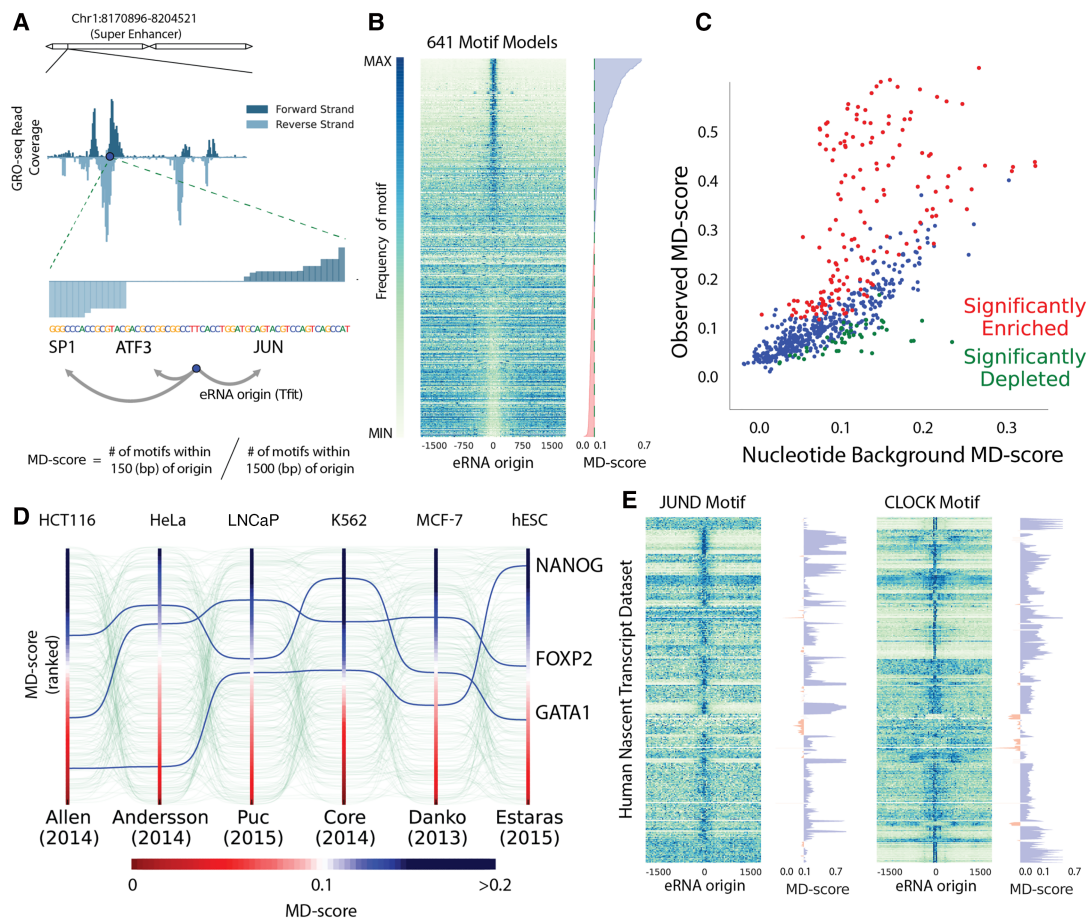 A
Chr1:8170896-8204521
(Super Enhancer)
GRO-seq Read
Coverage
Forward Strand
Reverse Strand
GGGCCCACCGCGTACGACGCCGGCGGCCTTCACCTGGATGCAGTACGTCCAGTCAGCCAT
SP1 ATF3 JUN
eRNA origin (Tfit)
MD-score = # of motifs within 150 (bp) of origin / # of motifs within 1500 (bp) of origin
B
641 Motif Models
MAX
Frequency of motif
MIN
-1500 -750 0 750 1500
eRNA origin
0.0 0.1 0.7
MD-score
C
Observed MD-score
0.5
0.4
0.3
0.2
0.1
0.0
Significantly
Enriched
Significantly
Depleted
0.0 0.1 0.2 0.3
Nucleotide Background MD-score
D
HCT116 HeLa LNCaP K562 MCF-7 hESC
MD-score
(ranked)
NANOG
FOXP2
GATA1
Allen Andersson Puc Core Danko Estaras
(2014) (2014) (2015) (2014) (2013) (2015)
0 0.1 >0.2
MD-score
E
JUND Motif CLOCK Motif
Human Nascent Transcript Dataset
-1500 0 1500 0.0 0.1 0.7 -1500 0 1500 0.0 0.1 0.7
eRNA origin MD-score eRNA origin MD-score